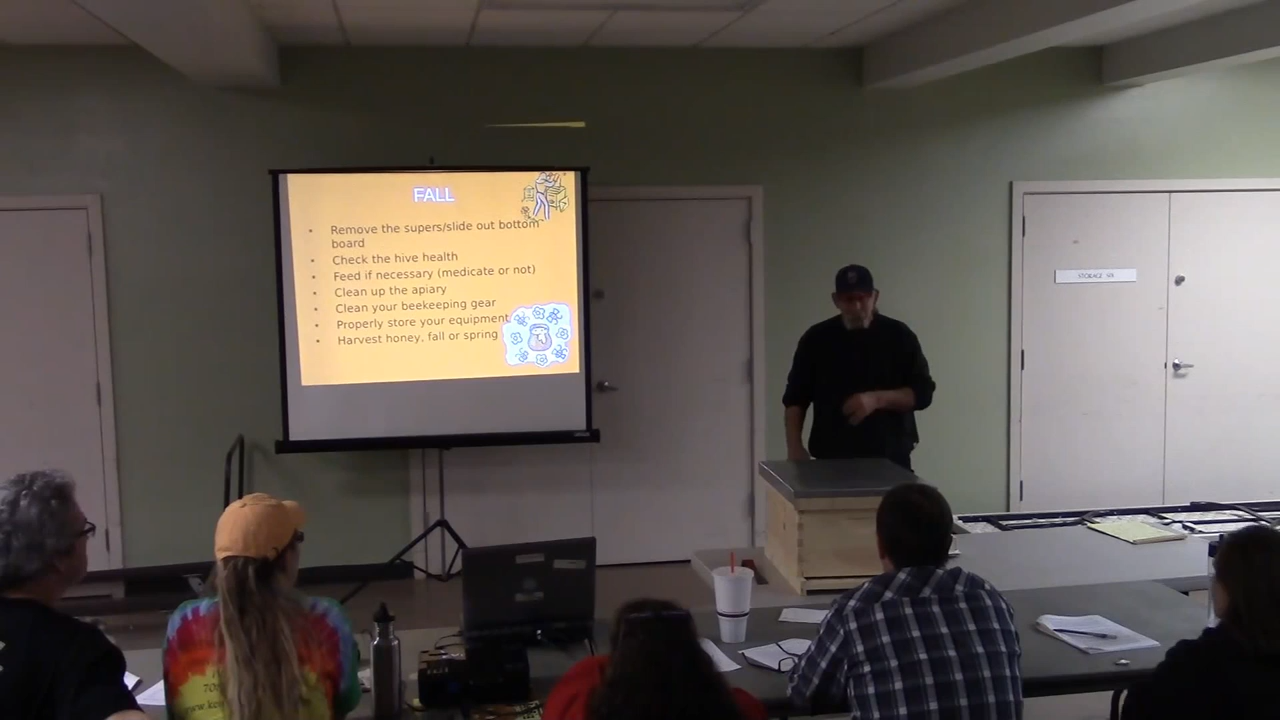 FALL
• Remove the supers/slide out bottom
board
• Check the hive health
• Feed if necessary (medicate or not)
• Clean up the apiary
• Clean your beekeeping gear
• Properly store your equipment
• Harvest honey, fall or spring
STORAGE